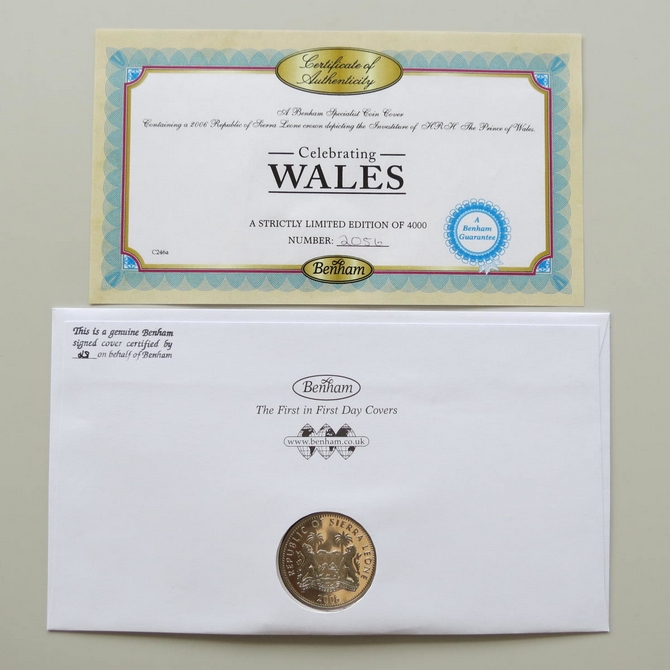 Certificate of
Authenticity
A Benham Specialist Coin Cover
Containing a 2006 Republic of Sierra Leone crown depicting the Investiture of HRH The Prince of Wales.
Celebrating
WALES
A STRICTLY LIMITED EDITION OF 4000
NUMBER: 2056
A
Benham
Guarantee
C246a
Benham
This is a genuine Benham
signed cover certified by
on behalf of Benham
Benham
The First in First Day Covers
www.benham.co.uk
REPUBLIC OF SIERRA LEONE
2006